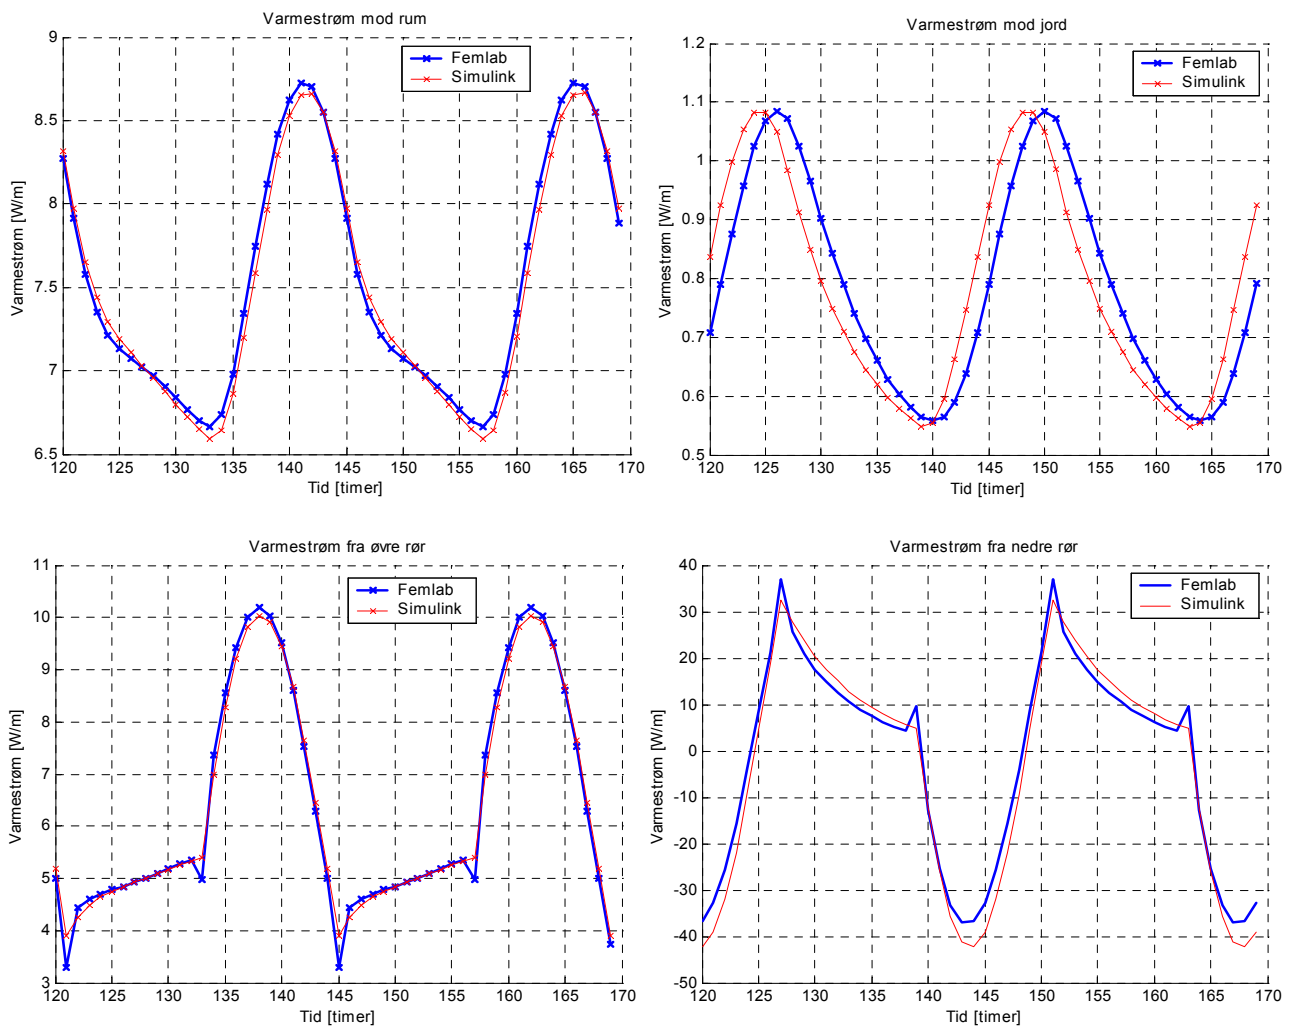 Varmestrøm mod rum
Varmestrøm [W/m]
9
8.5
8
7.5
7
6.5
Femlab
Simulink
120 125 130 135 140 145 150 155 160 165 170
Tid [timer]
Varmestrøm mod jord
Varmestrøm [W/m]
1.2
1.1
1
0.9
0.8
0.7
0.6
0.5
Femlab
Simulink
120 125 130 135 140 145 150 155 160 165 170
Tid [timer]
Varmestrøm fra øvre rør
Varmestrøm [W/m]
11
10
9
8
7
6
5
4
3
Femlab
Simulink
120 125 130 135 140 145 150 155 160 165 170
Tid [timer]
Varmestrøm fra nedre rør
Varmestrøm [W/m]
40
30
20
10
0
-10
-20
-30
-40
-50
Femlab
Simulink
120 125 130 135 140 145 150 155 160 165 170
Tid [timer]